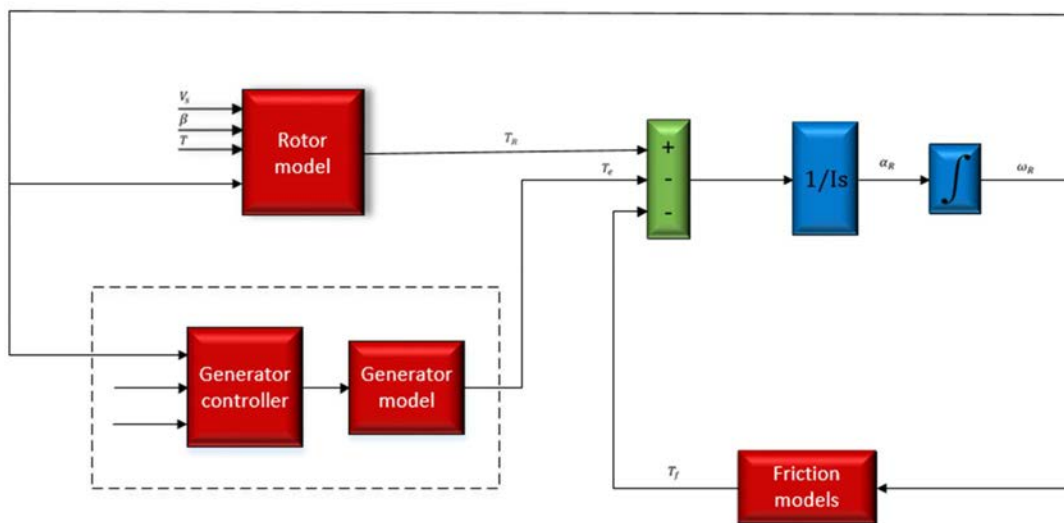 V_s
β
T
Rotor
model
T_R
T_e
+
-
-
1/Is
α_R
∫
ω_R
Generator
controller
Generator
model
T_f
Friction
models